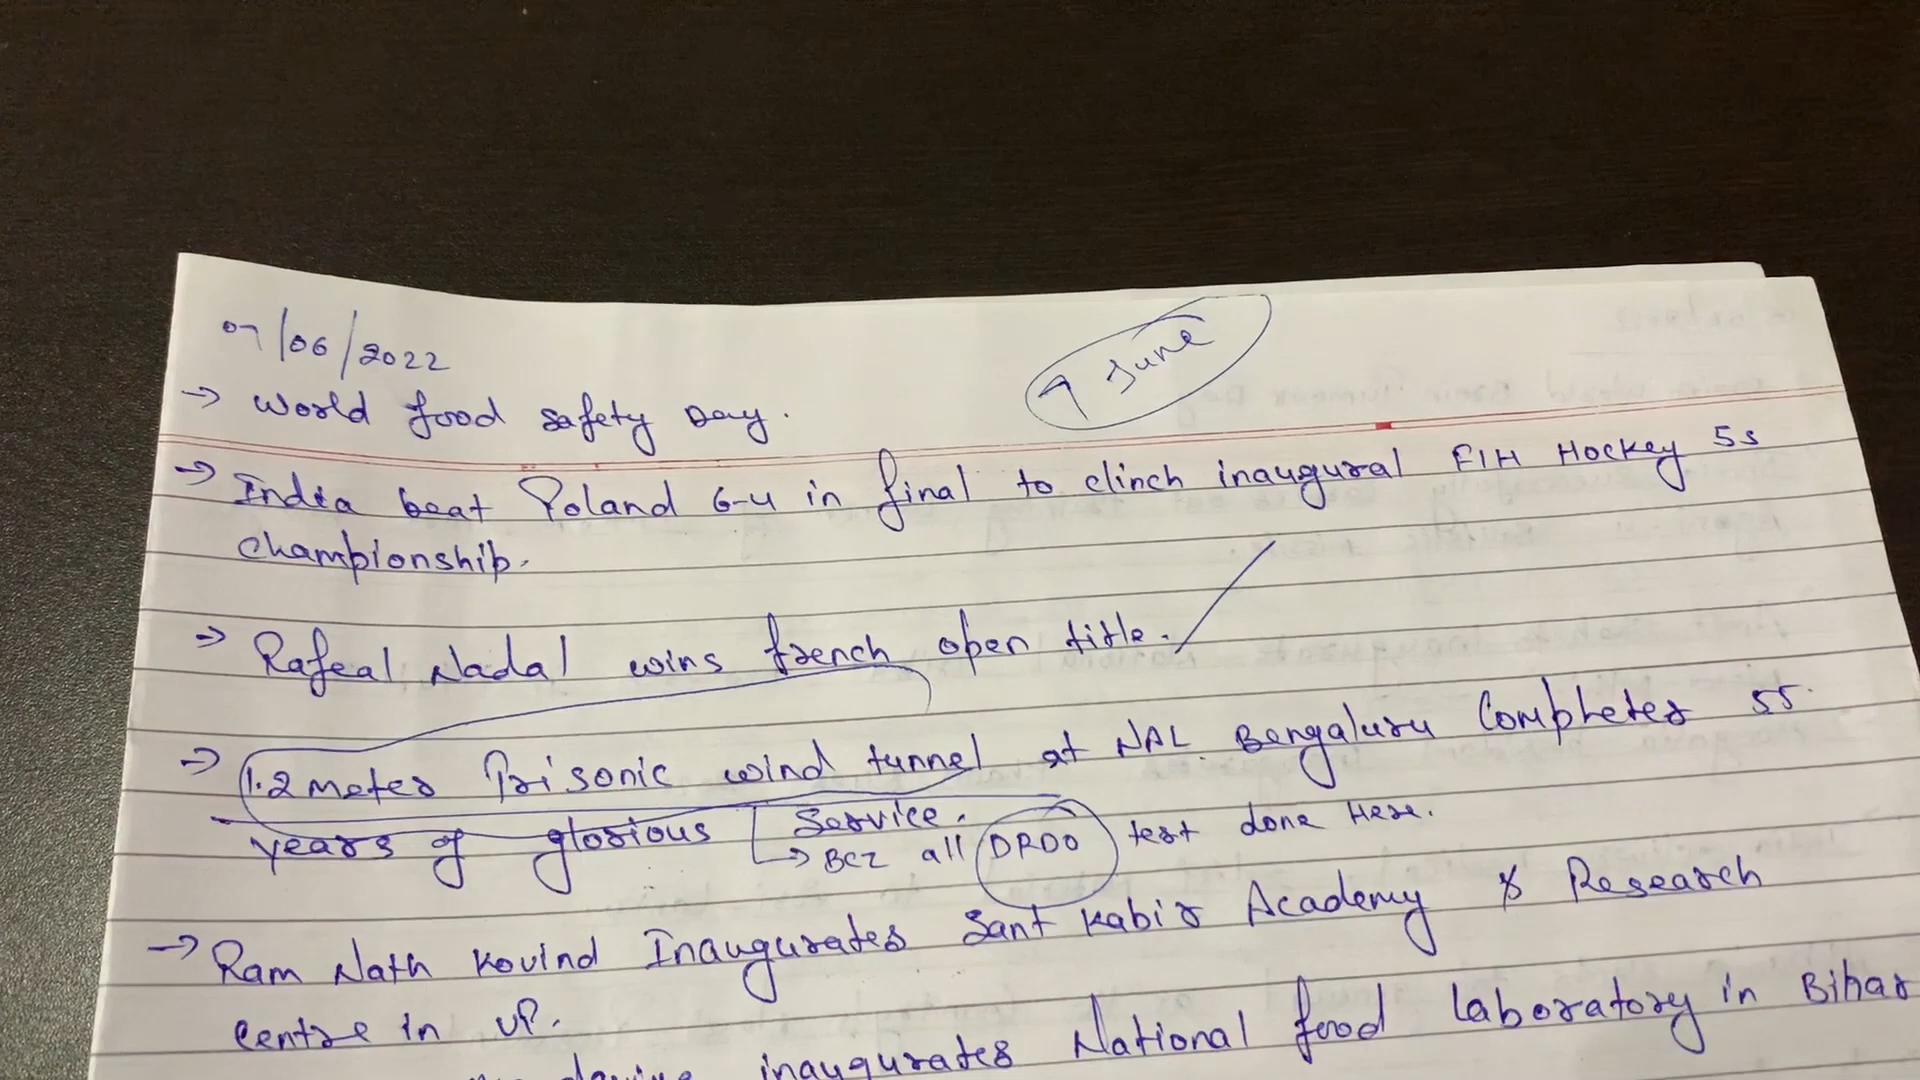 07/06/2022
7 June
→ World food safety Day.
→ India beat Poland 6-4 in final to clinch inaugural FIH Hockey 5s
championship.
→ Rafeal Nadal wins french open title.
→ 1.2 meter Trisonic wind tunnel at NAL Bengaluru Completes 55
years of glorious Service.
→ BCZ all DRDO test done Here.
→ Ram Nath Kovind Inaugurates Sant Kabir Academy & Research
Centre in UP.
inaugurates National food laboratory in Bihar